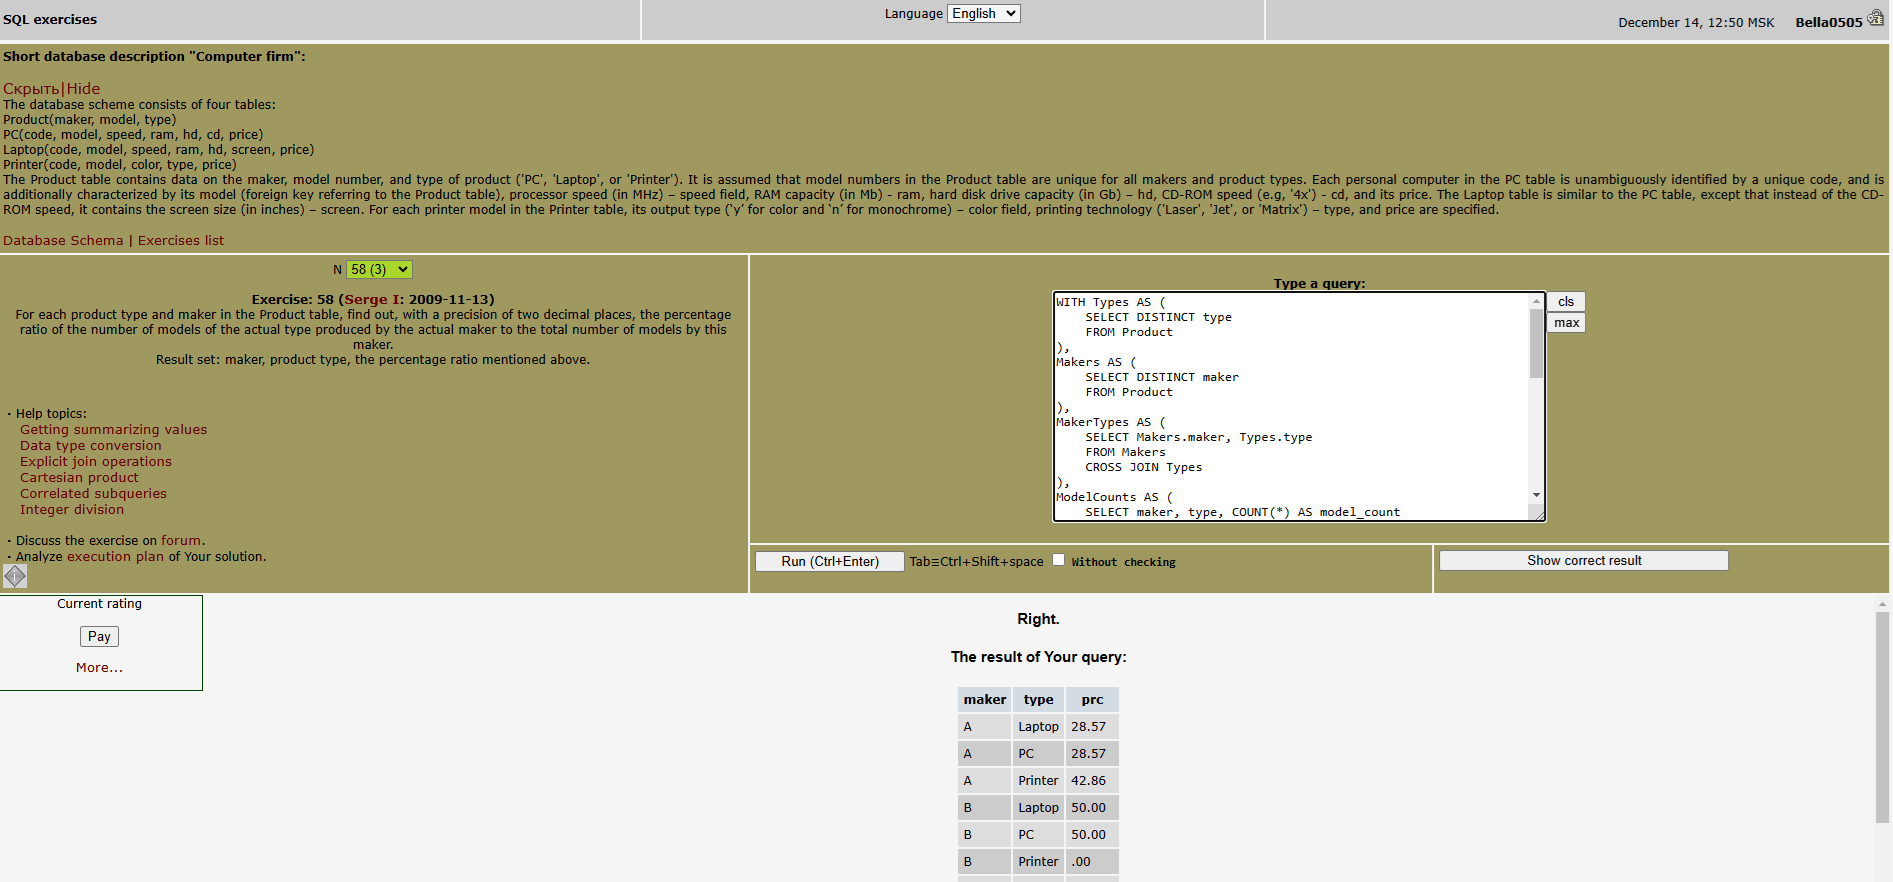 SQL exercises
Language English
December 14, 12:50 MSK Bella0505
Short database description "Computer firm":
Скрыть|Hide
The database scheme consists of four tables:
Product(maker, model, type)
PC(code, model, speed, ram, hd, cd, price)
Laptop(code, model, speed, ram, hd, screen, price)
Printer(code, model, color, type, price)
The Product table contains data on the maker, model number, and type of product ('PC', 'Laptop', or 'Printer'). It is assumed that model numbers in the Product table are unique for all makers and product types. Each personal computer in the PC table is unambiguously identified by a unique code, and is
additionally characterized by its model (foreign key referring to the Product table), processor speed (in MHz) – speed field, RAM capacity (in Mb) - ram, hard disk drive capacity (in Gb) – hd, CD-ROM speed (e.g, '4x') - cd, and its price. The Laptop table is similar to the PC table, except that instead of the CD-
ROM speed, it contains the screen size (in inches) – screen. For each printer model in the Printer table, its output type (‘y’ for color and ‘n’ for monochrome) – color field, printing technology ('Laser', 'Jet', or 'Matrix') – type, and price are specified.
Database Schema | Exercises list
N 58 (3)
Exercise: 58 (Serge I: 2009-11-13)
For each product type and maker in the Product table, find out, with a precision of two decimal places, the percentage
ratio of the number of models of the actual type produced by the actual maker to the total number of models by this
maker.
Result set: maker, product type, the percentage ratio mentioned above.
· Help topics:
Getting summarizing values
Data type conversion
Explicit join operations
Cartesian product
Correlated subqueries
Integer division
· Discuss the exercise on forum.
· Analyze execution plan of Your solution.
Type a query:
WITH Types AS (
SELECT DISTINCT type
FROM Product
),
Makers AS (
SELECT DISTINCT maker
FROM Product
),
MakerTypes AS (
SELECT Makers.maker, Types.type
FROM Makers
CROSS JOIN Types
),
ModelCounts AS (
SELECT maker, type, COUNT(*) AS model_count
cls
max
Run (Ctrl+Enter) Tab≡Ctrl+Shift+space Without checking
Show correct result
Current rating
Pay
More...
Right.
The result of Your query:
maker type prc
A Laptop 28.57
A PC 28.57
A Printer 42.86
B Laptop 50.00
B PC 50.00
B Printer .00